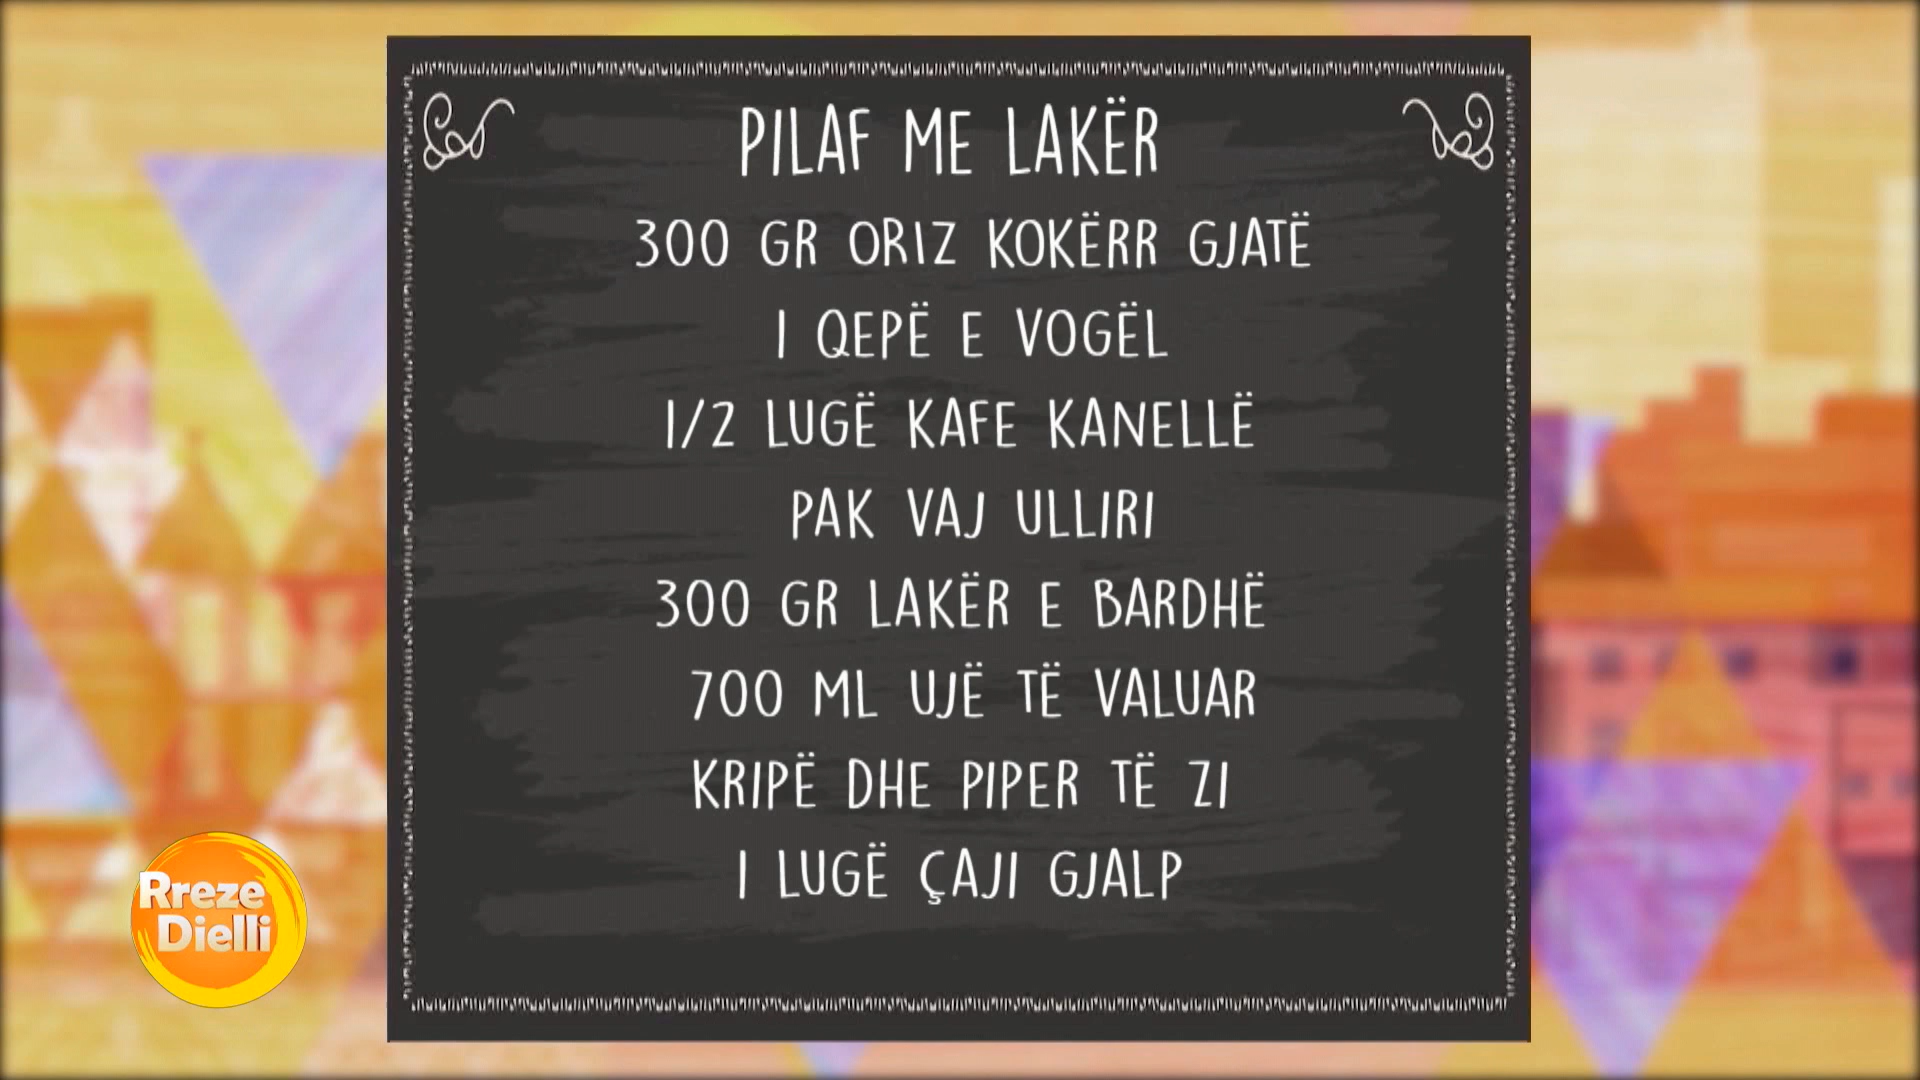 PILAF ME LAKËR
300 GR ORIZ KOKËRR GJATË
1 QEPË E VOGËL
1/2 LUGË KAFE KANELLË
PAK VAJ ULLIRI
300 GR LAKËR E BARDHË
700 ML UJË TË VALUAR
KRIPË DHE PIPER TË ZI
1 LUGË ÇAJI GJALP
Rreze
Dielli